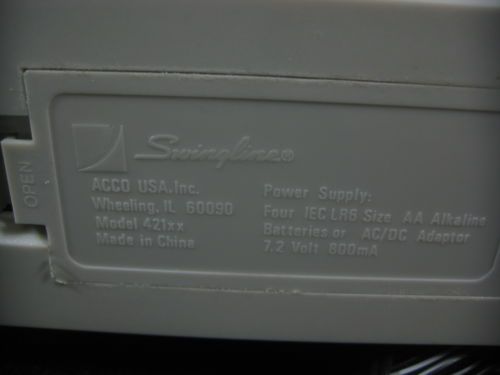 OPEN
Swingline®
ACCO USA, Inc.
Wheeling, IL 60090
Model 421xx
Made in China
Power Supply:
Four IEC LR6 Size AA Alkaline
Batteries or AC/DC Adaptor
7.2 Volt 800mA